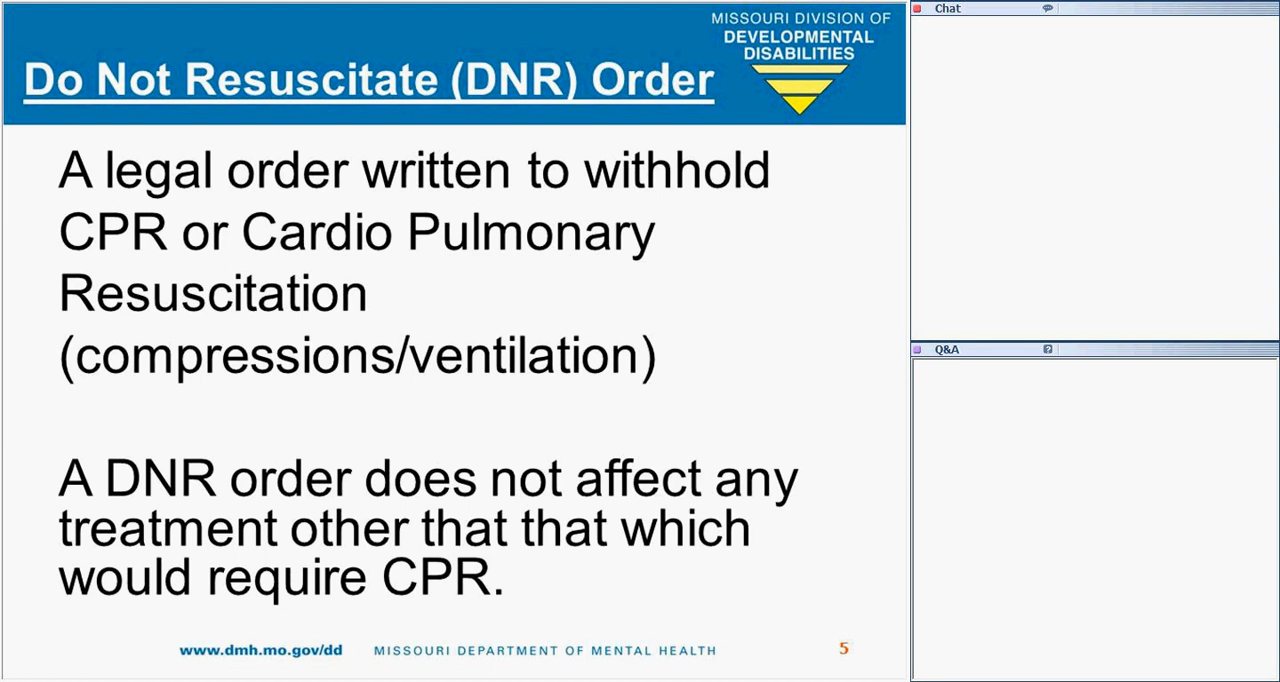 MISSOURI DIVISION OF
DEVELOPMENTAL
DISABILITIES
Do Not Resuscitate (DNR) Order
A legal order written to withhold
CPR or Cardio Pulmonary
Resuscitation
(compressions/ventilation)
A DNR order does not affect any
treatment other that that which
would require CPR.
www.dmh.mo.gov/dd MISSOURI DEPARTMENT OF MENTAL HEALTH 5
Chat
Q&A